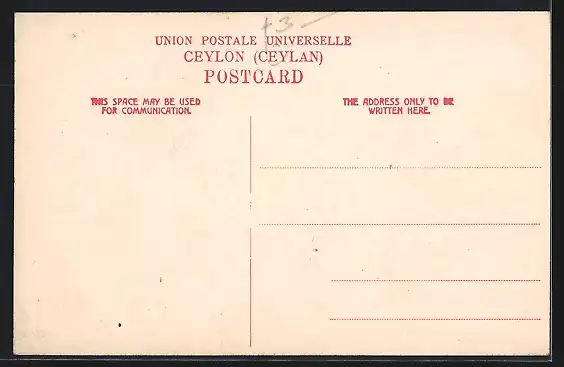 UNION POSTALE UNIVERSELLE
CEYLON (CEYLAN)
POSTCARD
THIS SPACE MAY BE USED
FOR COMMUNICATION.
THE ADDRESS ONLY TO BE
WRITTEN HERE.